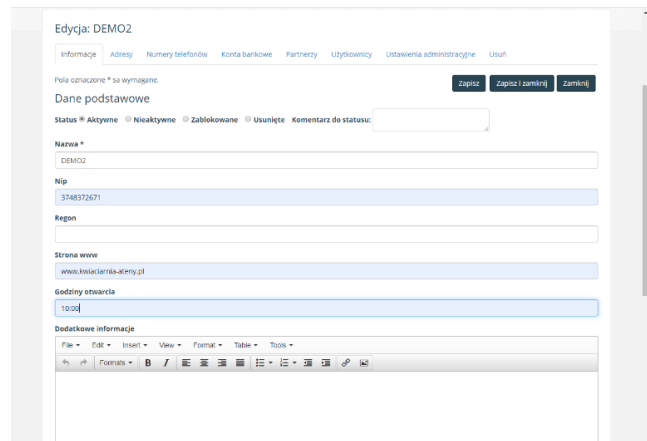 Edycja: DEMO2
Informacje Adresy Numery telefonów Konta bankowe Partnerzy Użytkownicy Ustawienia administracyjne Usuń
Pola oznaczone * są wymagane.
Zapisz Zapisz i zamknij Zamknij
Dane podstawowe
Status Aktywne Nieaktywne Zablokowane Usunięte Komentarz do statusu:
Nazwa *
DEMO2
Nip
3748372671
Regon
Strona www
www.kwiaciarnia-ateny.pl
Godziny otwarcia
10:00
Dodatkowe informacje
File Edit Insert View Format Table Tools
Formats B I